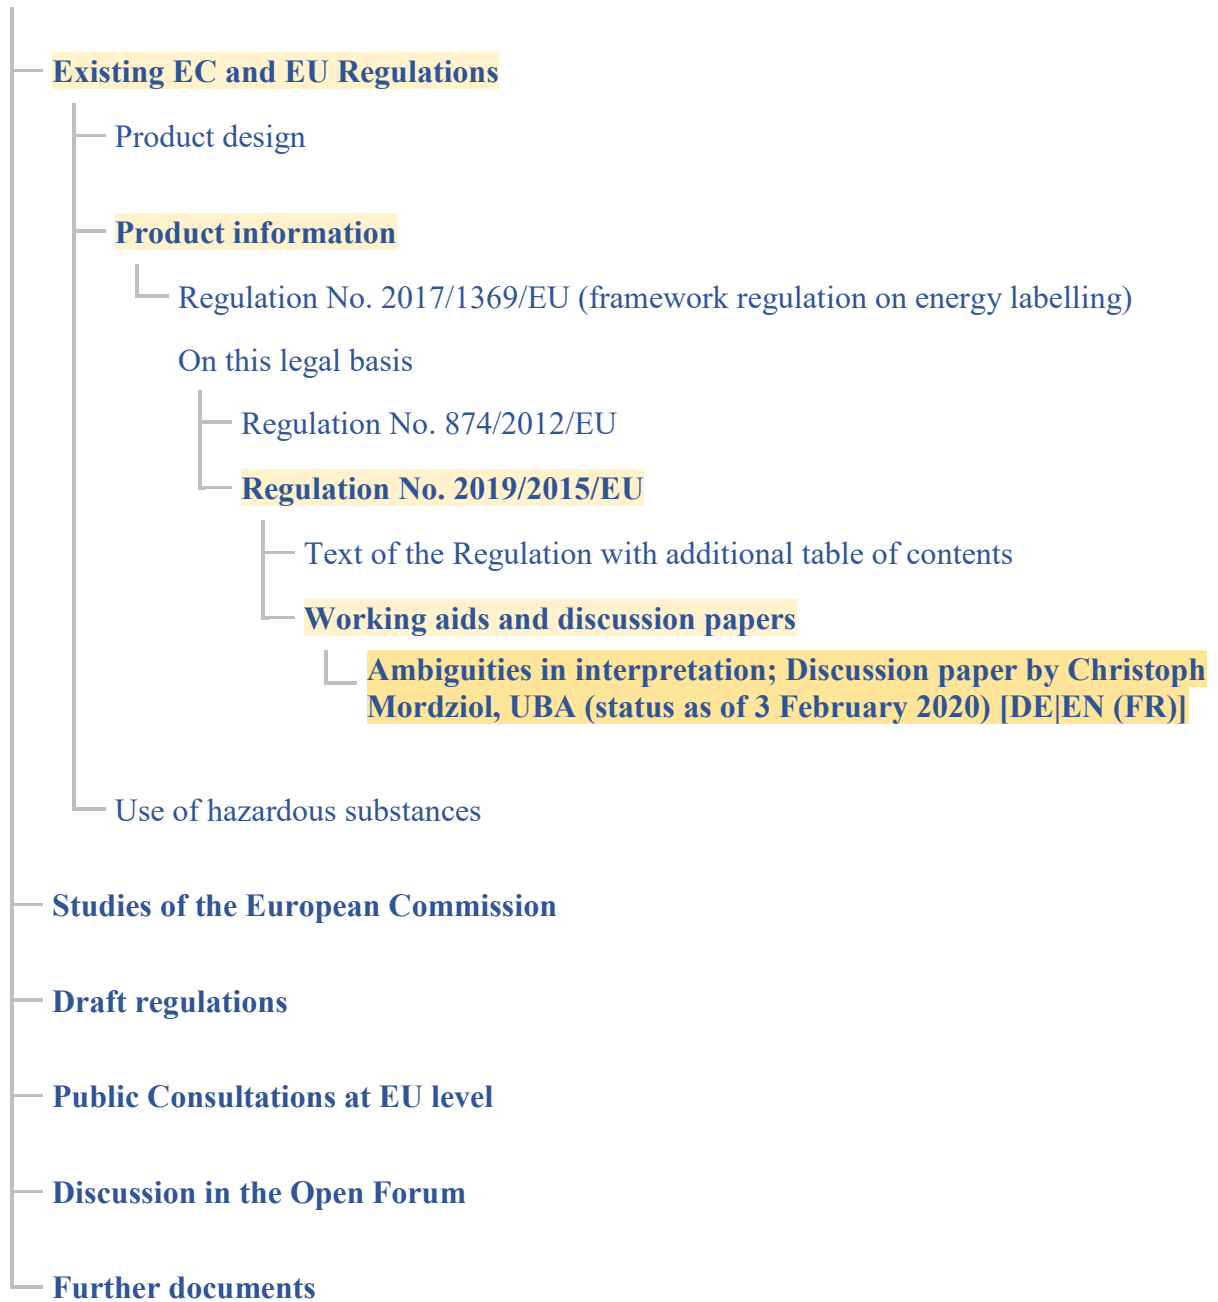 Existing EC and EU Regulations
Product design
Product information
Regulation No. 2017/1369/EU (framework regulation on energy labelling)
On this legal basis
Regulation No. 874/2012/EU
Regulation No. 2019/2015/EU
Text of the Regulation with additional table of contents
Working aids and discussion papers
Ambiguities in interpretation; Discussion paper by Christoph
Mordziol, UBA (status as of 3 February 2020) [DE|EN (FR)]
Use of hazardous substances
Studies of the European Commission
Draft regulations
Public Consultations at EU level
Discussion in the Open Forum
Further documents